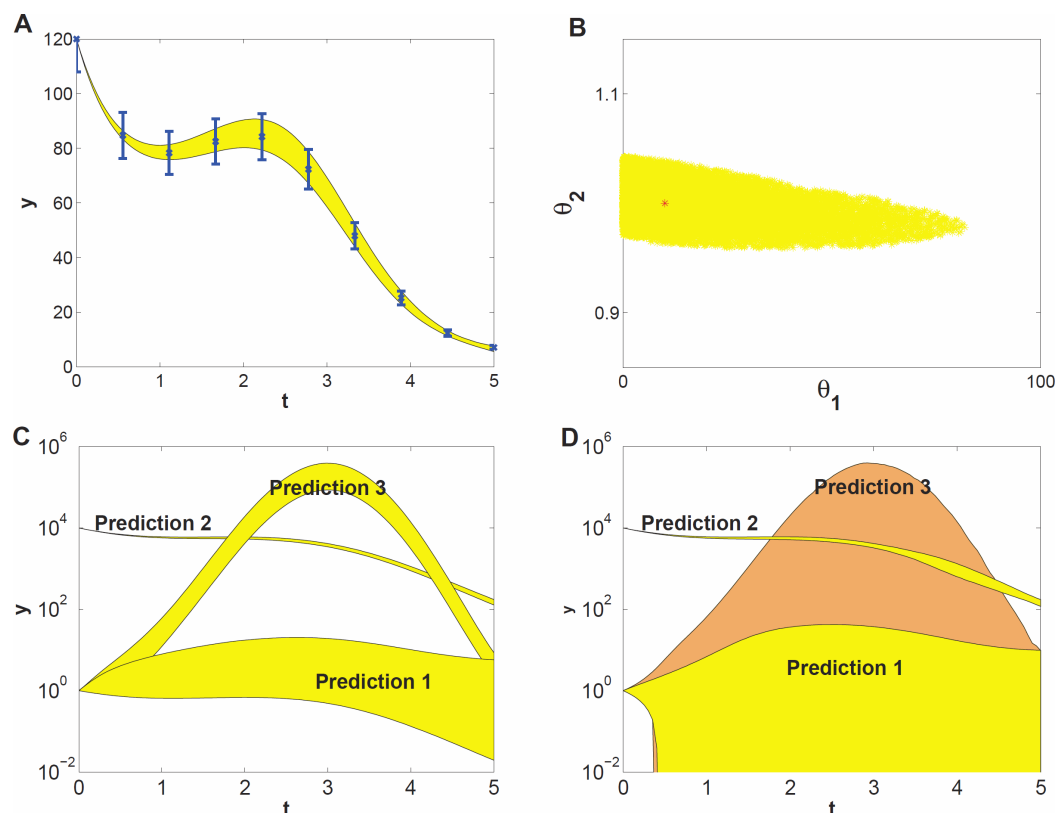 A
120
100
80
60
40
20
0
y
0 1 2 3 4 5
t
B
1.1
0.9
θ2
0 100
θ1
C
10^6
10^4
10^2
10^0
10^-2
y
Prediction 3
Prediction 2
Prediction 1
0 1 2 3 4 5
t
D
10^6
10^4
10^2
10^0
10^-2
y
Prediction 3
Prediction 2
Prediction 1
0 1 2 3 4 5
t